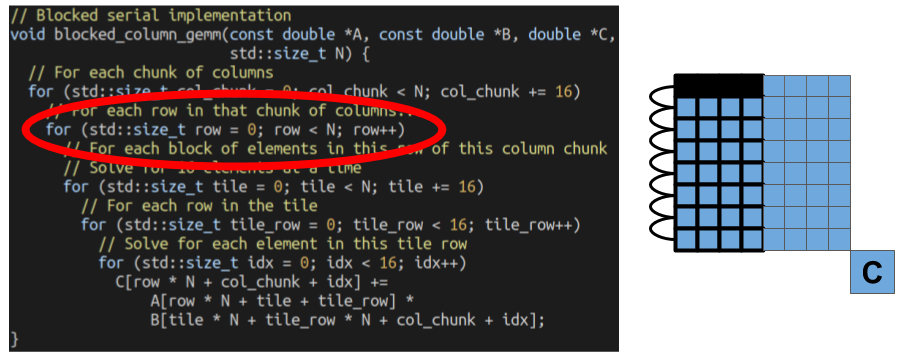 // Blocked serial implementation
void blocked_column_gemm(const double *A, const double *B, double *C,
std::size_t N) {
// For each chunk of columns
for (std::size_t col_chunk = 0; col_chunk < N; col_chunk += 16)
// For each row in that chunk of columns...
for (std::size_t row = 0; row < N; row++)
// For each block of elements in this row of this column chunk
// Solve for 16 elements at a time
for (std::size_t tile = 0; tile < N; tile += 16)
// For each row in the tile
for (std::size_t tile_row = 0; tile_row < 16; tile_row++)
// Solve for each element in this tile row
for (std::size_t idx = 0; idx < 16; idx++)
C[row * N + col_chunk + idx] +=
A[row * N + tile + tile_row] *
B[tile * N + tile_row * N + col_chunk + idx];
}
C